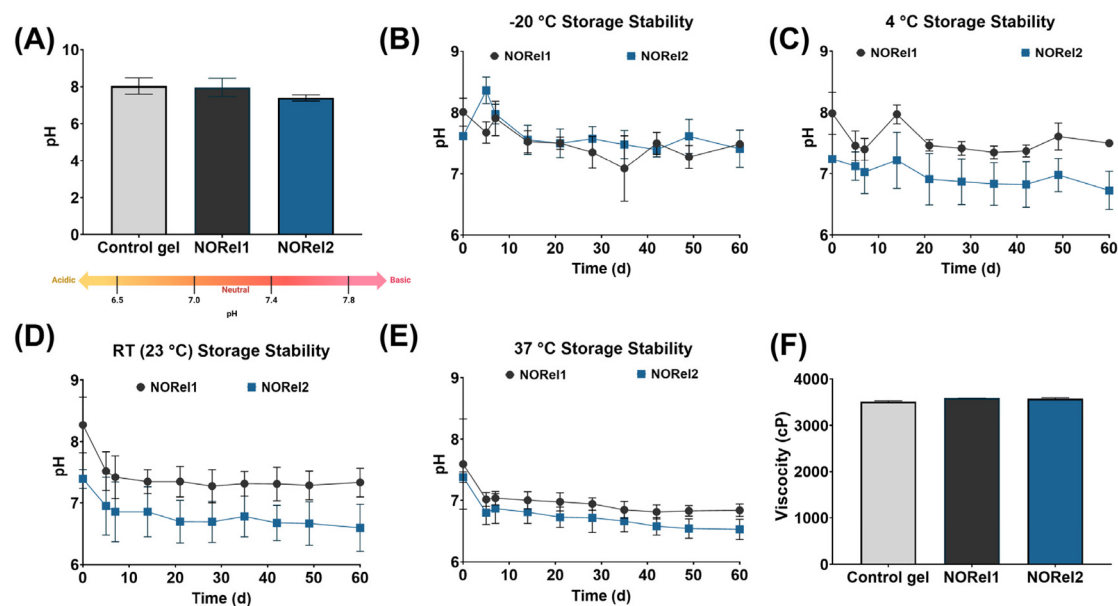 (A)
10
8
6
4
2
0
pH
Control gel NORel1 NORel2
Acidic Neutral Basic
6.5 7.0 7.4 7.8
pH
(B)
-20 °C Storage Stability
NORel1 NORel2
9
8
7
6
pH
0 10 20 30 40 50 60
Time (d)
(C)
4 °C Storage Stability
NORel1 NORel2
9
8
7
6
pH
0 10 20 30 40 50 60
Time (d)
(D)
RT (23 °C) Storage Stability
NORel1 NORel2
9
8
7
6
pH
0 10 20 30 40 50 60
Time (d)
(E)
37 °C Storage Stability
NORel1 NORel2
9
8
7
6
pH
0 10 20 30 40 50 60
Time (d)
(F)
4000
3000
2000
1000
0
Viscocity (cP)
Control gel NORel1 NORel2